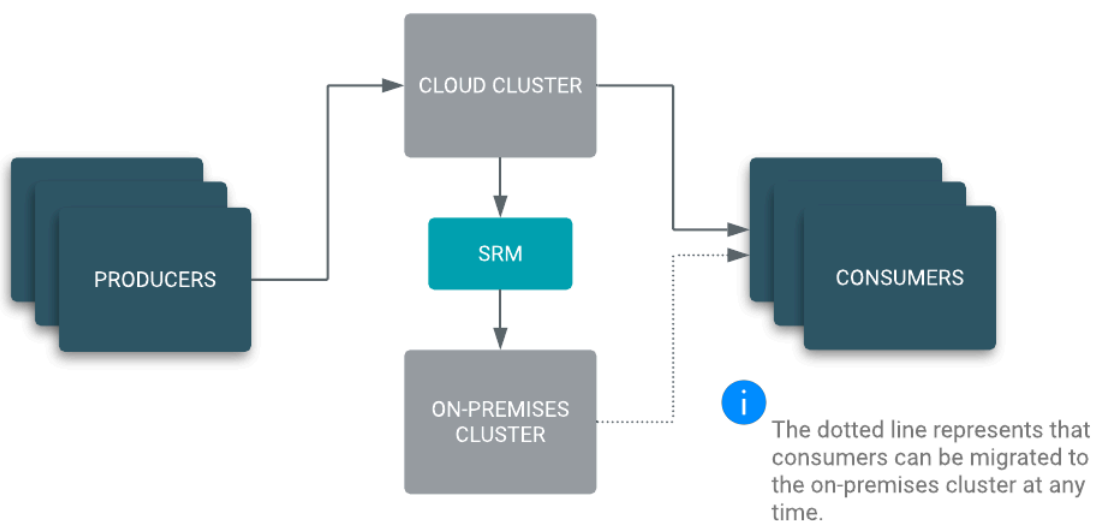 CLOUD CLUSTER
SRM
PRODUCERS
CONSUMERS
ON-PREMISES
CLUSTER
i
The dotted line represents that
consumers can be migrated to
the on-premises cluster at any
time.